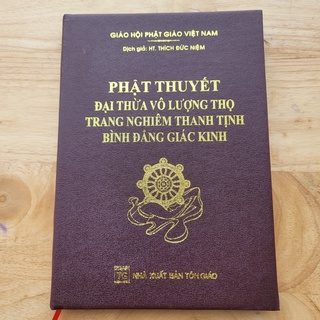 GIÁO HỘI PHẬT GIÁO VIỆT NAM
Dịch giả: HT. THÍCH ĐỨC NIỆM
PHẬT THUYẾT
ĐẠI THỪA VÔ LƯỢNG THỌ
TRANG NGHIÊM THANH TỊNH
BÌNH ĐẲNG GIÁC KINH
NHÀ XUẤT BẢN TÔN GIÁO